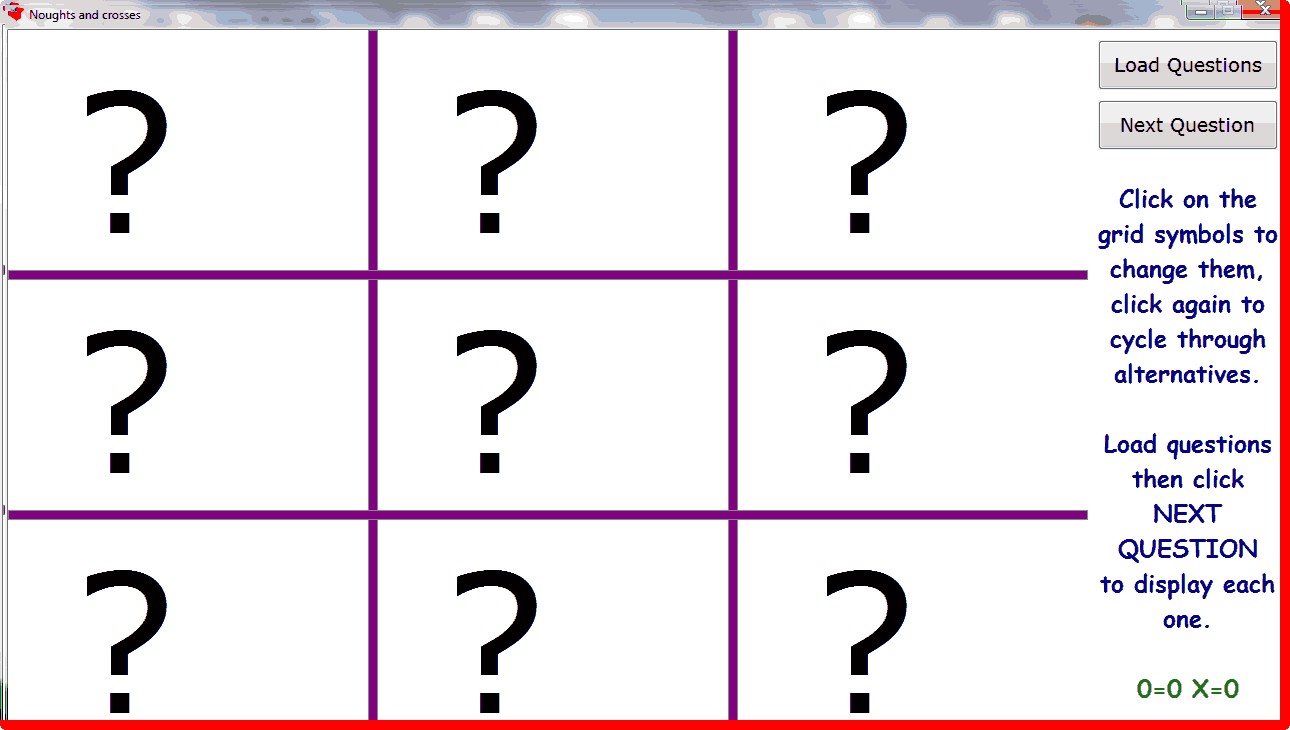 Noughts and crosses
? ? ?
? ? ?
? ? ?
Load Questions
Next Question
Click on the
grid symbols to
change them,
click again to
cycle through
alternatives.
Load questions
then click
NEXT
QUESTION
to display each
one.
0=0 X=0